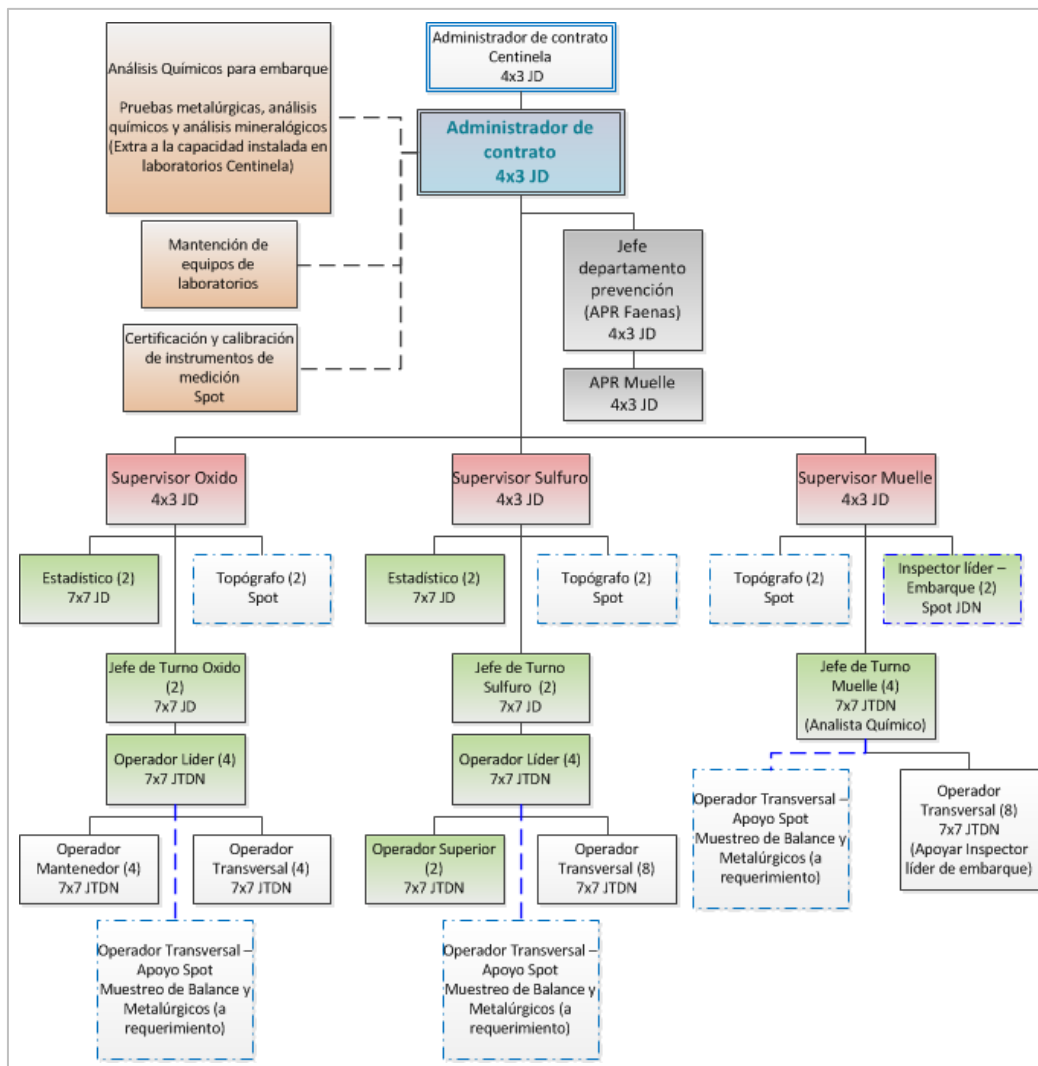 Administrador de contrato
Centinela
4x3 JD
Análisis Químicos para embarque
Pruebas metalúrgicas, análisis
químicos y análisis mineralógicos
(Extra a la capacidad instalada en
laboratorios Centinela)
Administrador de
contrato
4x3 JD
Mantención de
equipos de
laboratorios
Jefe
departamento
prevención
(APR Faenas)
4x3 JD
Certificación y calibración
de instrumentos de
medición
Spot
APR Muelle
4x3 JD
Supervisor Oxido
4x3 JD
Supervisor Sulfuro
4x3 JD
Supervisor Muelle
4x3 JD
Estadístico (2)
7x7 JD
Topógrafo (2)
Spot
Estadístico (2)
7x7 JD
Topógrafo (2)
Spot
Topógrafo (2)
Spot
Inspector líder –
Embarque (2)
Spot JDN
Jefe de Turno Oxido
(2)
7x7 JD
Jefe de Turno
Sulfuro (2)
7x7 JD
Jefe de Turno
Muelle (4)
7x7 JTDN
(Analista Químico)
Operador Líder (4)
7x7 JTDN
Operador Líder (4)
7x7 JTDN
Operador Transversal –
Apoyo Spot
Muestreo de Balance y
Metalúrgicos (a
requerimiento)
Operador
Transversal (8)
7x7 JTDN
(Apoyar Inspector
líder de embarque)
Operador
Mantenedor (4)
7x7 JTDN
Operador
Transversal (4)
7x7 JTDN
Operador Superior
(2)
7x7 JTDN
Operador
Transversal (8)
7x7 JTDN
Operador Transversal –
Apoyo Spot
Muestreo de Balance y
Metalúrgicos (a
requerimiento)
Operador Transversal –
Apoyo Spot
Muestreo de Balance y
Metalúrgicos (a
requerimiento)